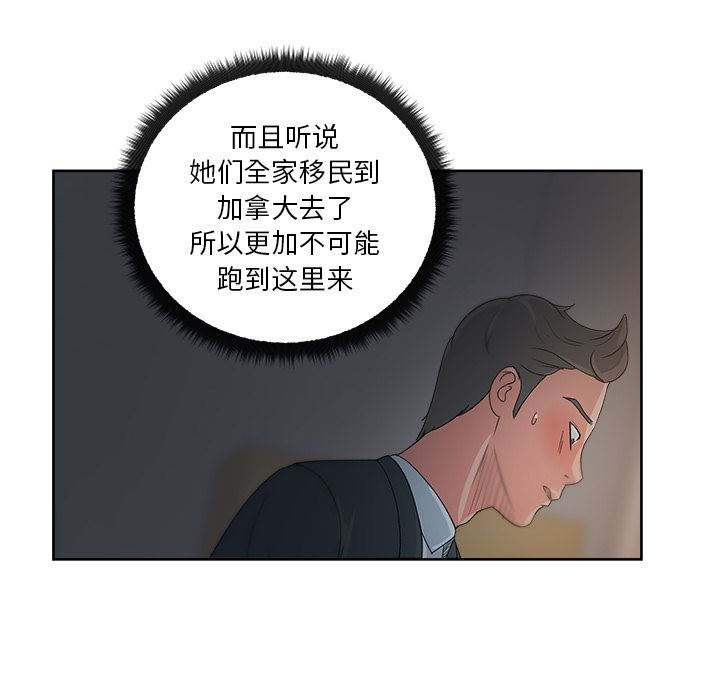 而且听说
她们全家移民到
加拿大去了
所以更加不可能
跑到这里来